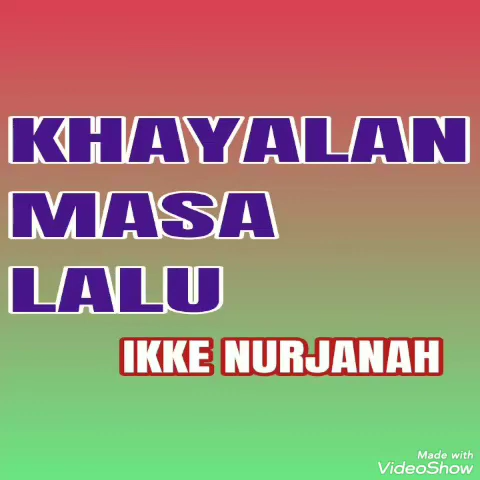 KHAYALAN
MASA
LALU
IKKE NURJANAH
Made with
VideoShow